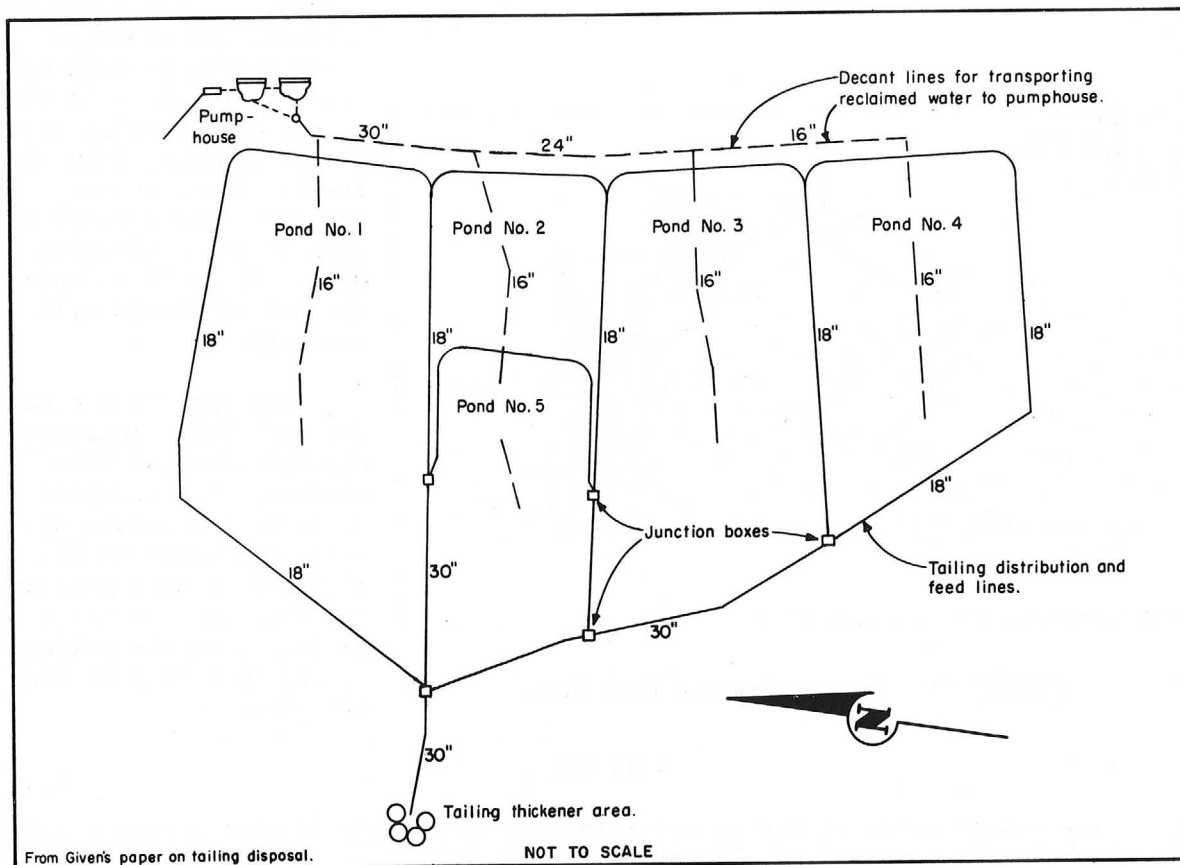 Decant lines for transporting
reclaimed water to pumphouse.
Pump-
house
30"
24"
16"
Pond No. 1
Pond No. 2
Pond No. 3
Pond No. 4
16"
16"
16"
16"
18"
18"
18"
18"
18"
Pond No. 5
18"
Junction boxes
18"
30"
Tailing distribution and
feed lines.
30"
30"
N
Tailing thickener area.
From Given's paper on tailing disposal.
NOT TO SCALE